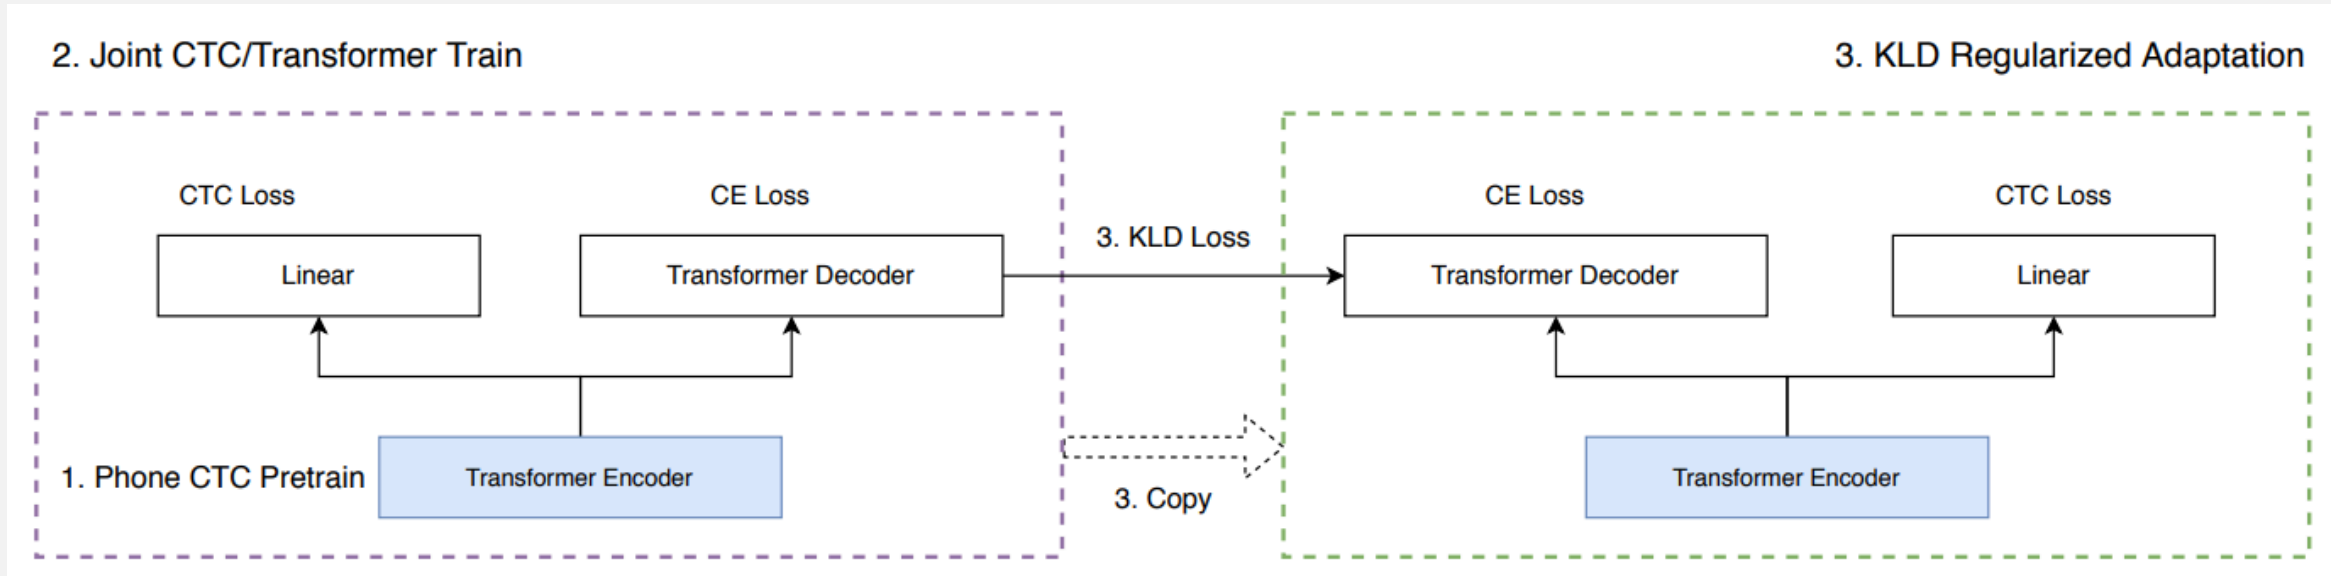 2. Joint CTC/Transformer Train
3. KLD Regularized Adaptation
CTC Loss
CE Loss
Linear
Transformer Decoder
1. Phone CTC Pretrain
Transformer Encoder
3. KLD Loss
3. Copy
CE Loss
CTC Loss
Transformer Decoder
Linear
Transformer Encoder